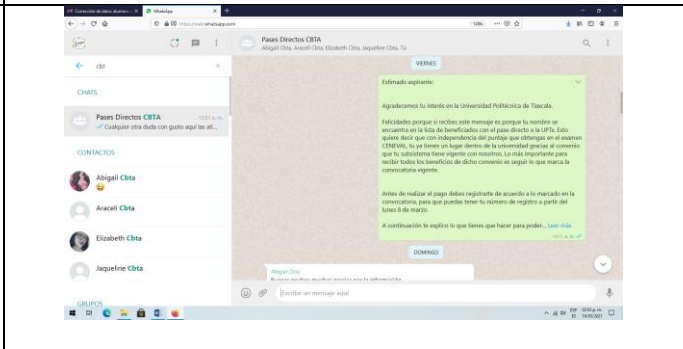 WhatsApp
https://web.whatsapp.com
120%
Pases Directos CBTA
Abigail Cbta, Araceli Cbta, Elizabeth Cbta, Jaqueline Cbta, Tú
cbt
CHATS
Pases Directos CBTA
Cualquier otra duda con gusto aquí las ati...
CONTACTOS
Abigail Cbta
Araceli Cbta
Elizabeth Cbta
Jaqueline Cbta
GRUPOS
VIERNES
Estimado aspirante:
Agradecemos tu interés en la Universidad Politécnica de Tlaxcala.
Felicidades porque si recibes este mensaje es porque tu nombre se
encuentra en la lista de beneficiados con el pase directo a la UPTx. Esto
quiere decir que con independencia del puntaje que obtengas en el examen
CENEVAL, tu ya tienes un lugar dentro de la universidad gracias al convenio
que tu subsistema tiene vigente con nosotros. Lo más importante para
recibir todos los beneficios de dicho convenio es seguir lo que marca la
convocatoria vigente.
Antes de realizar el pago debes registrarte de acuerdo a lo marcado en la
convocatoria, para que puedas tener tu número de registro a partir del
lunes 8 de marzo.
A continuación te explico lo que tienes que hacer para poder... Leer más
DOMINGO
Abigail Cbta
Buenas noches muchas gracias por la información
Escribe un mensaje aquí
ESP